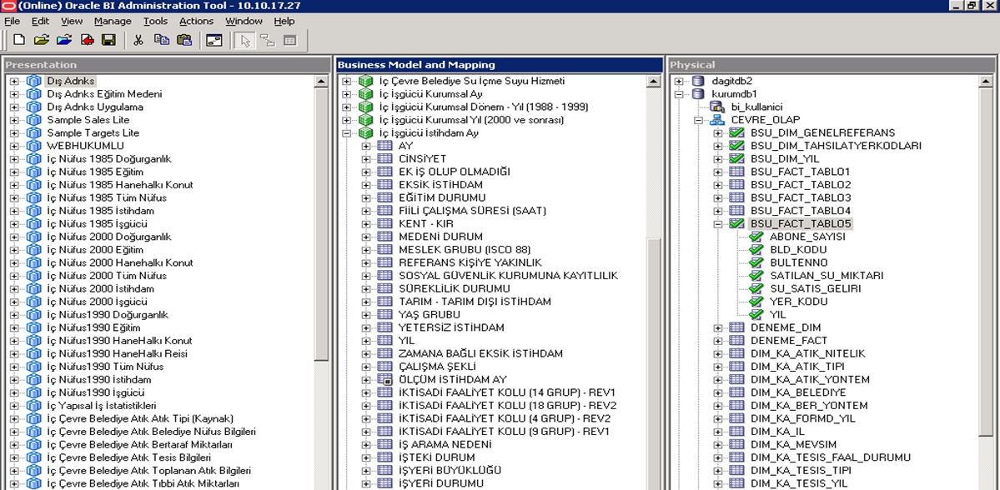 (Online) Oracle BI Administration Tool - 10.10.17.27
File Edit View Manage Tools Actions Window Help
Presentation
Dış Adnks
Dış Adnks Eğitim Medeni
Dış Adnks Uygulama
Sample Sales Lite
Sample Targets Lite
WEBHUKUMLU
İç Nüfus 1985 Doğurganlık
İç Nüfus 1985 Eğitim
İç Nüfus 1985 Hanehalkı Konut
İç Nüfus 1985 Tüm Nüfus
İç Nüfus 1985 İstihdam
İç Nüfus 1985 İşgücü
İç Nüfus 2000 Doğurganlık
İç Nüfus 2000 Eğitim
İç Nüfus 2000 Hanehalkı Konut
İç Nüfus 2000 Tüm Nüfus
İç Nüfus 2000 İstihdam
İç Nüfus 2000 İşgücü
İç Nüfus1990 Doğurganlık
İç Nüfus1990 Eğitim
İç Nüfus1990 HaneHalkı Konut
İç Nüfus1990 HaneHalkı Reisi
İç Nüfus1990 Tüm Nüfus
İç Nüfus1990 İstihdam
İç Nüfus1990 İşgücü
İç Yapısal İş İstatistikleri
İç Çevre Belediye Atık Atık Tipi (Kaynak)
İç Çevre Belediye Atık Belediye Nüfus Bilgileri
İç Çevre Belediye Atık Bertaraf Miktarları
İç Çevre Belediye Atık Tesis Bilgileri
İç Çevre Belediye Atık Toplanan Atık Bilgileri
İç Çevre Belediye Atık Tıbbi Atık Miktarları
Business Model and Mapping
İç Çevre Belediye Su İçme Suyu Hizmeti
İç İşgücü Kurumsal Ay
İç İşgücü Kurumsal Dönem - Yıl (1988 - 1999)
İç İşgücü Kurumsal Yıl (2000 ve sonrası)
İç İşgücü İstihdam Ay
AY
CİNSİYET
EK İŞ OLUP OLMADIĞI
EKSİK İSTİHDAM
EĞİTİM DURUMU
FİİLİ ÇALIŞMA SÜRESİ (SAAT)
KENT - KIR
MEDENİ DURUM
MESLEK GRUBU (ISCO 88)
REFERANS KİŞİYE YAKINLIK
SOSYAL GÜVENLİK KURUMUNA KAYITLILIK
SÜREKLİLİK DURUMU
TARIM - TARIM DIŞI İSTİHDAM
YAŞ GRUBU
YETERSİZ İSTİHDAM
YIL
ZAMANA BAĞLI EKSİK İSTİHDAM
ÇALIŞMA ŞEKLİ
ÖLÇÜM İSTİHDAM AY
İKTİSADİ FAALİYET KOLU (14 GRUP) - REV1
İKTİSADİ FAALİYET KOLU (18 GRUP) - REV2
İKTİSADİ FAALİYET KOLU (4 GRUP) - REV2
İKTİSADİ FAALİYET KOLU (9 GRUP) - REV1
İŞ ARAMA NEDENİ
İŞTEKİ DURUM
İŞYERİ BÜYÜKLÜĞÜ
İŞYERİ DURUMU
Physical
dagitdb2
kurumdb1
bi_kullanici
CEVRE_OLAP
BSU_DIM_GENELREFERANS
BSU_DIM_TAHSILATYERKODLARI
BSU_DIM_YIL
BSU_FACT_TABLO1
BSU_FACT_TABLO2
BSU_FACT_TABLO3
BSU_FACT_TABLO4
BSU_FACT_TABLO5
ABONE_SAYISI
BLD_KODU
BULTENNO
SATILAN_SU_MIKTARI
SU_SATIS_GELIRI
YER_KODU
YIL
DENEME_DIM
DENEME_FACT
DIM_KA_ATIK_NITELIK
DIM_KA_ATIK_TIPI
DIM_KA_ATIK_YONTEM
DIM_KA_BELEDIYE
DIM_KA_BER_YONTEM
DIM_KA_FORMD_YIL
DIM_KA_IL
DIM_KA_MEVSIM
DIM_KA_TESIS_FAAL_DURUMU
DIM_KA_TESIS_TIPI
DIM_KA_TESIS_YIL